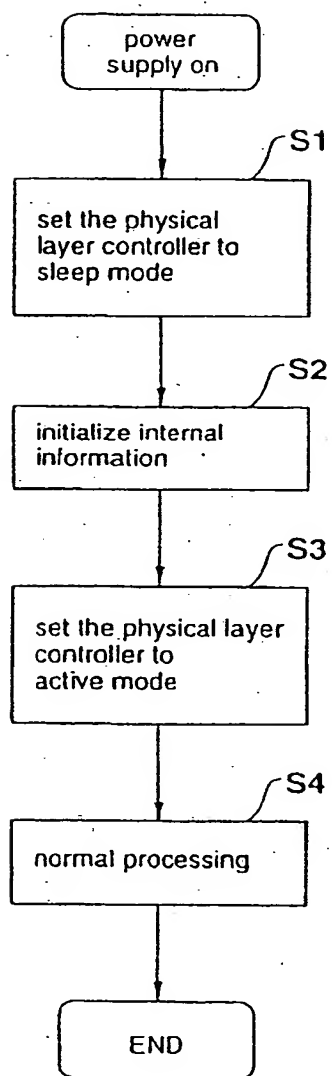 power
supply on
S1
set the physical
layer controller to
sleep mode
S2
initialize internal
information
S3
set the physical layer
controller to
active mode
S4
normal processing
END